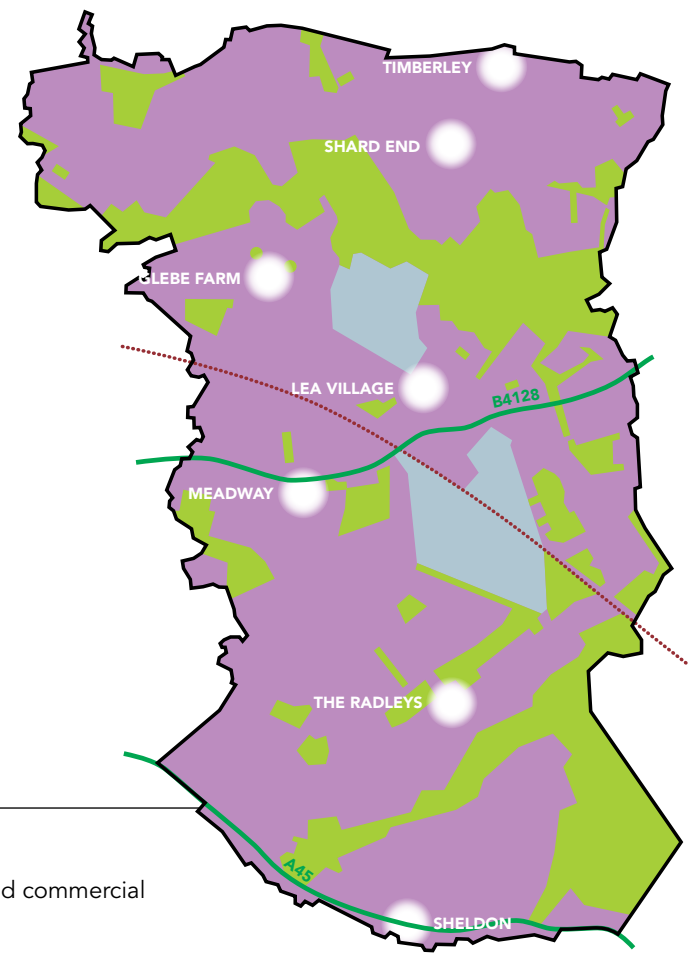 TIMBERLEY
SHARD END
GLEBE FARM
LEA VILLAGE
B4128
MEADWAY
THE RADLEYS
A45
d commercial
SHELDON